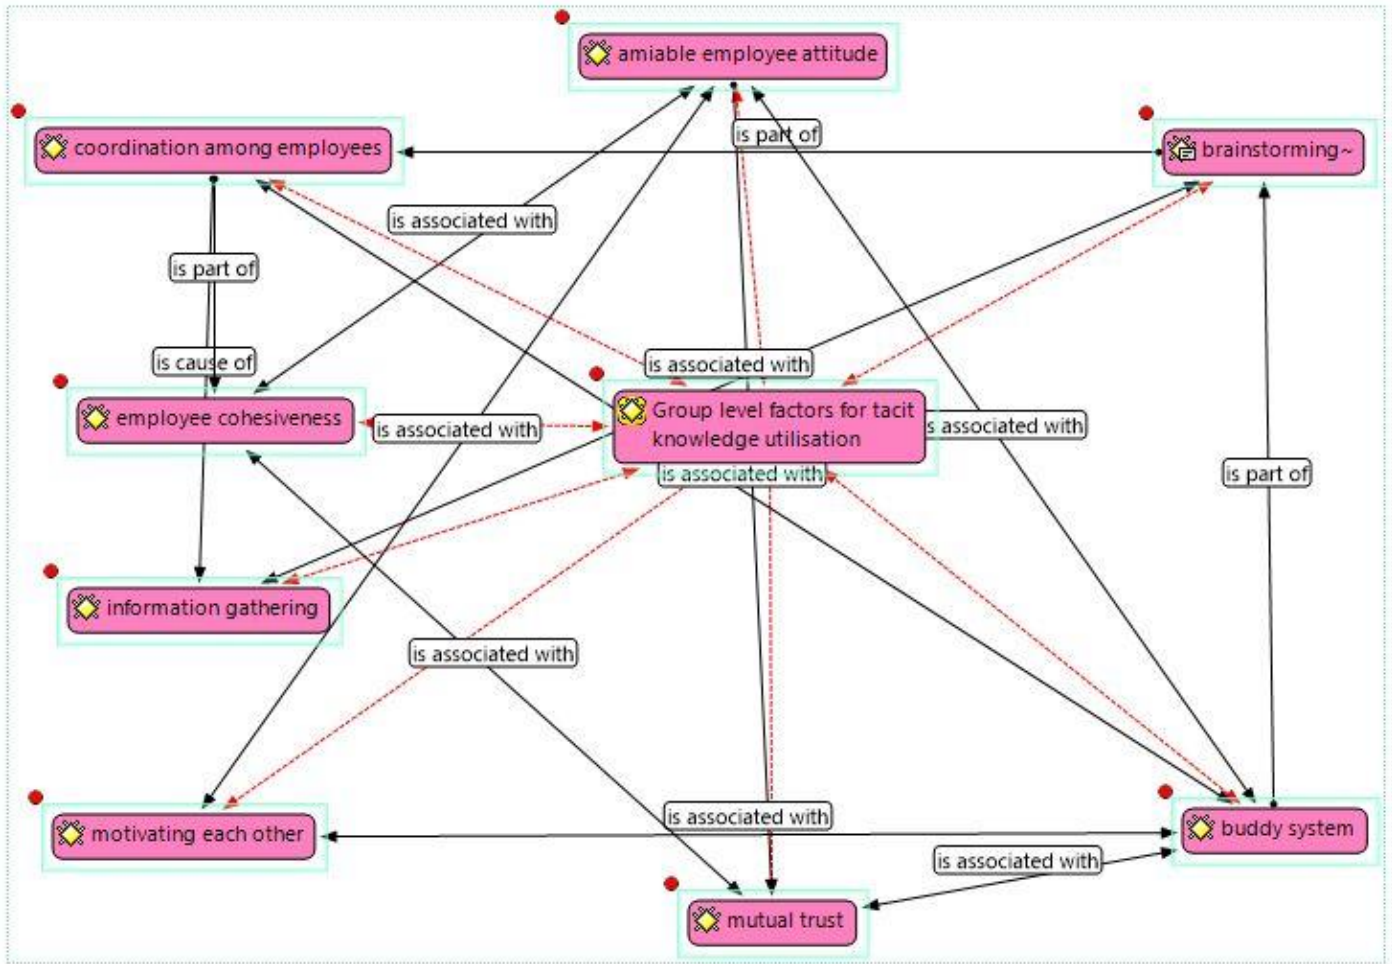 amiable employee attitude
is part of
coordination among employees
brainstorming~
is associated with
is part of
is cause of
is associated with
employee cohesiveness
is associated with
Group level factors for tacit
knowledge utilisation
s associated with
is associated with
is part of
information gathering
is associated with
is associated with
motivating each other
buddy system
is associated with
mutual trust